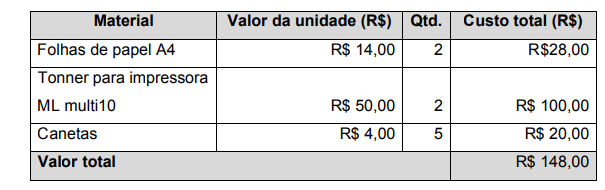 Material Valor da unidade (R$) Qtd. Custo total (R$)
Folhas de papel A4 R$ 14,00 2 R$28,00
Tonner para impressora
ML multi10 R$ 50,00 2 R$ 100,00
Canetas R$ 4,00 5 R$ 20,00
Valor total R$ 148,00